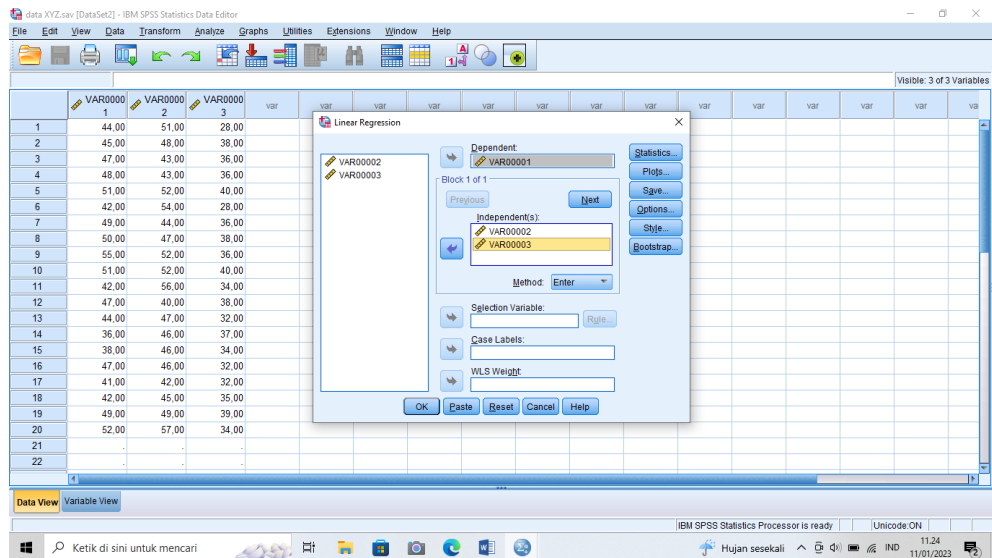 data XYZ.sav [DataSet2] - IBM SPSS Statistics Data Editor
File Edit View Data Transform Analyze Graphs Utilities Extensions Window Help
Visible: 3 of 3 Variables
VAR00001 VAR00002 VAR00003 var var var var var var var var var var var var var va
1 44,00 51,00 28,00
2 45,00 48,00 38,00
3 47,00 43,00 36,00
4 48,00 43,00 36,00
5 51,00 52,00 40,00
6 42,00 54,00 28,00
7 49,00 44,00 36,00
8 50,00 47,00 38,00
9 55,00 52,00 36,00
10 51,00 52,00 40,00
11 42,00 56,00 34,00
12 47,00 40,00 38,00
13 44,00 47,00 32,00
14 36,00 46,00 37,00
15 38,00 46,00 34,00
16 47,00 46,00 32,00
17 41,00 42,00 32,00
18 42,00 45,00 35,00
19 49,00 49,00 39,00
20 52,00 57,00 34,00
21 . . .
22 . . .
Linear Regression
VAR00002
VAR00003
Dependent:
VAR00001
Block 1 of 1
Previous Next
Independent(s):
VAR00002
VAR00003
Method: Enter
Selection Variable:
Rule...
Case Labels:
WLS Weight:
Statistics...
Plots...
Save...
Options...
Style...
Bootstrap...
OK Paste Reset Cancel Help
Data View Variable View
IBM SPSS Statistics Processor is ready Unicode:ON
Ketik di sini untuk mencari
Hujan sesekali IND 11.24
11/01/2023 2